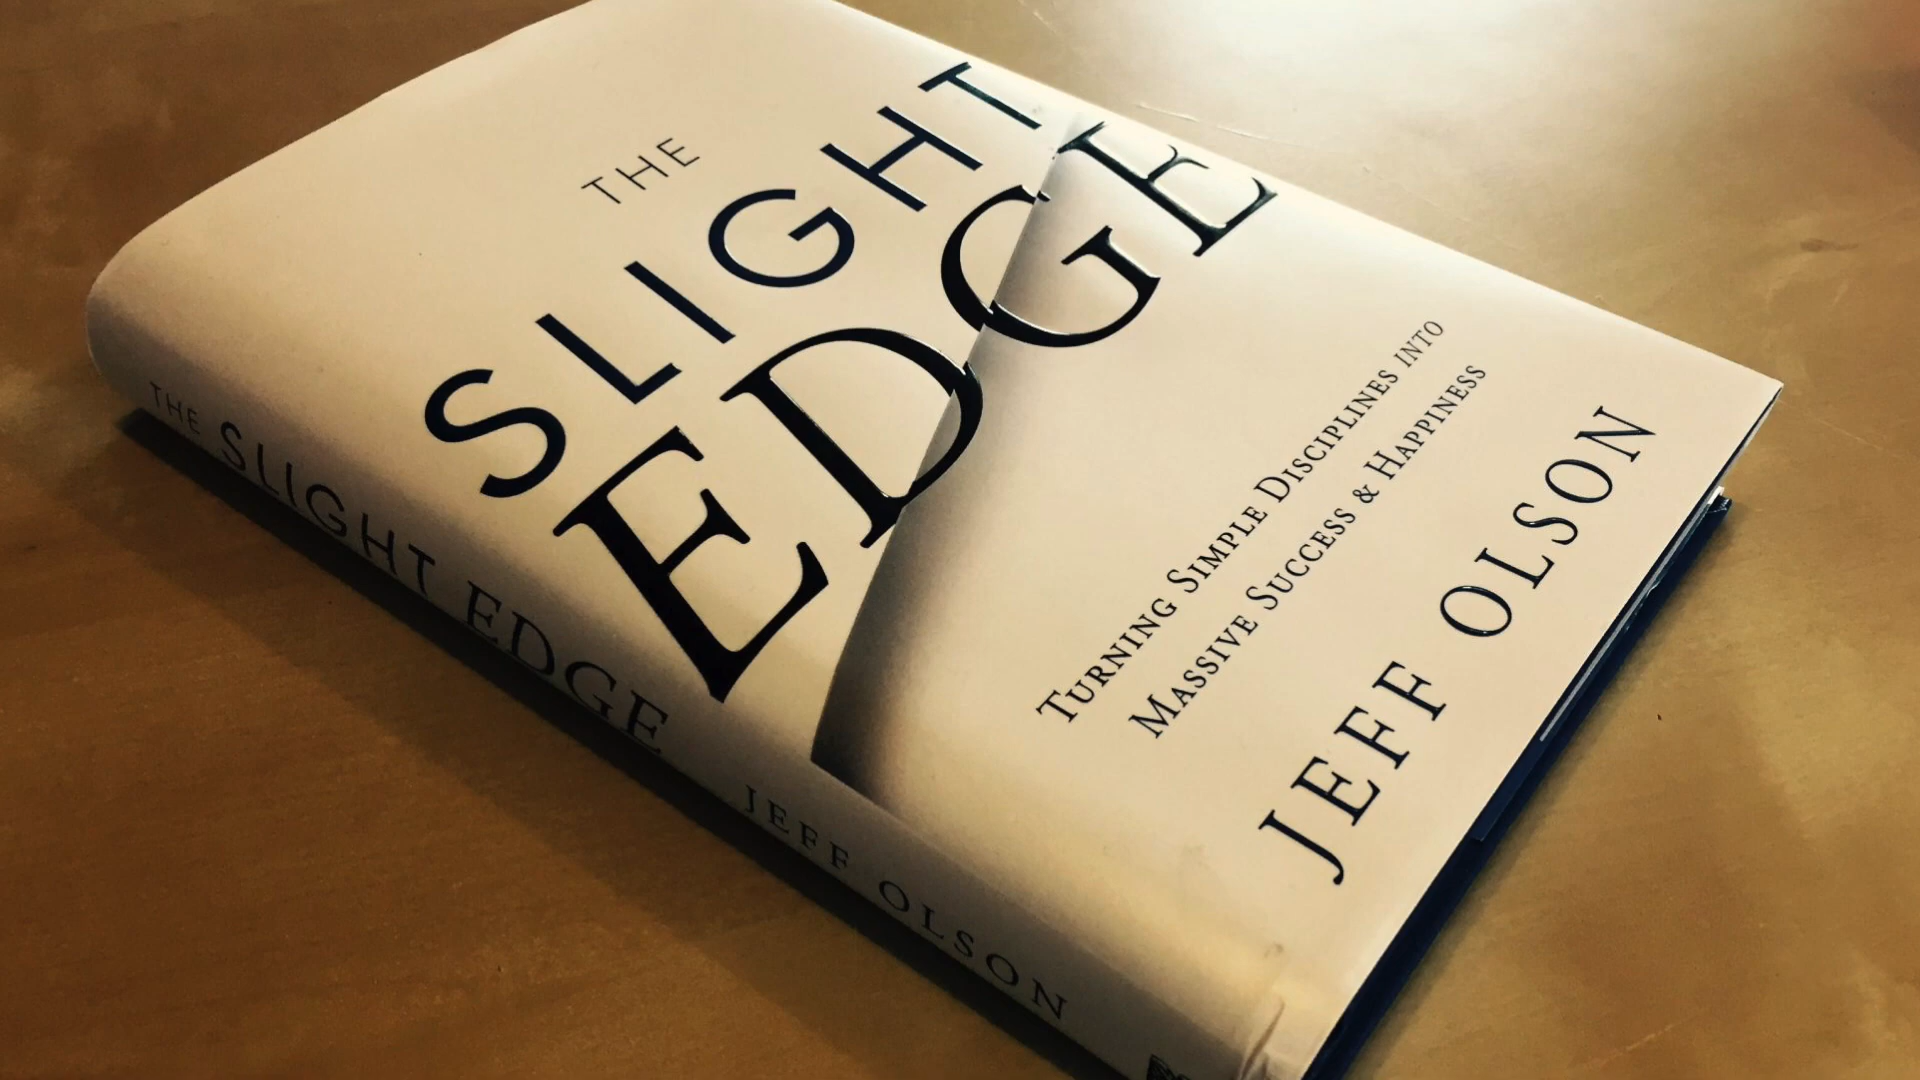 THE
SLIGHT
EDGE
TURNING SIMPLE DISCIPLINES INTO
MASSIVE SUCCESS & HAPPINESS
JEFF OLSON
THE SLIGHT EDGE JEFF OLSON